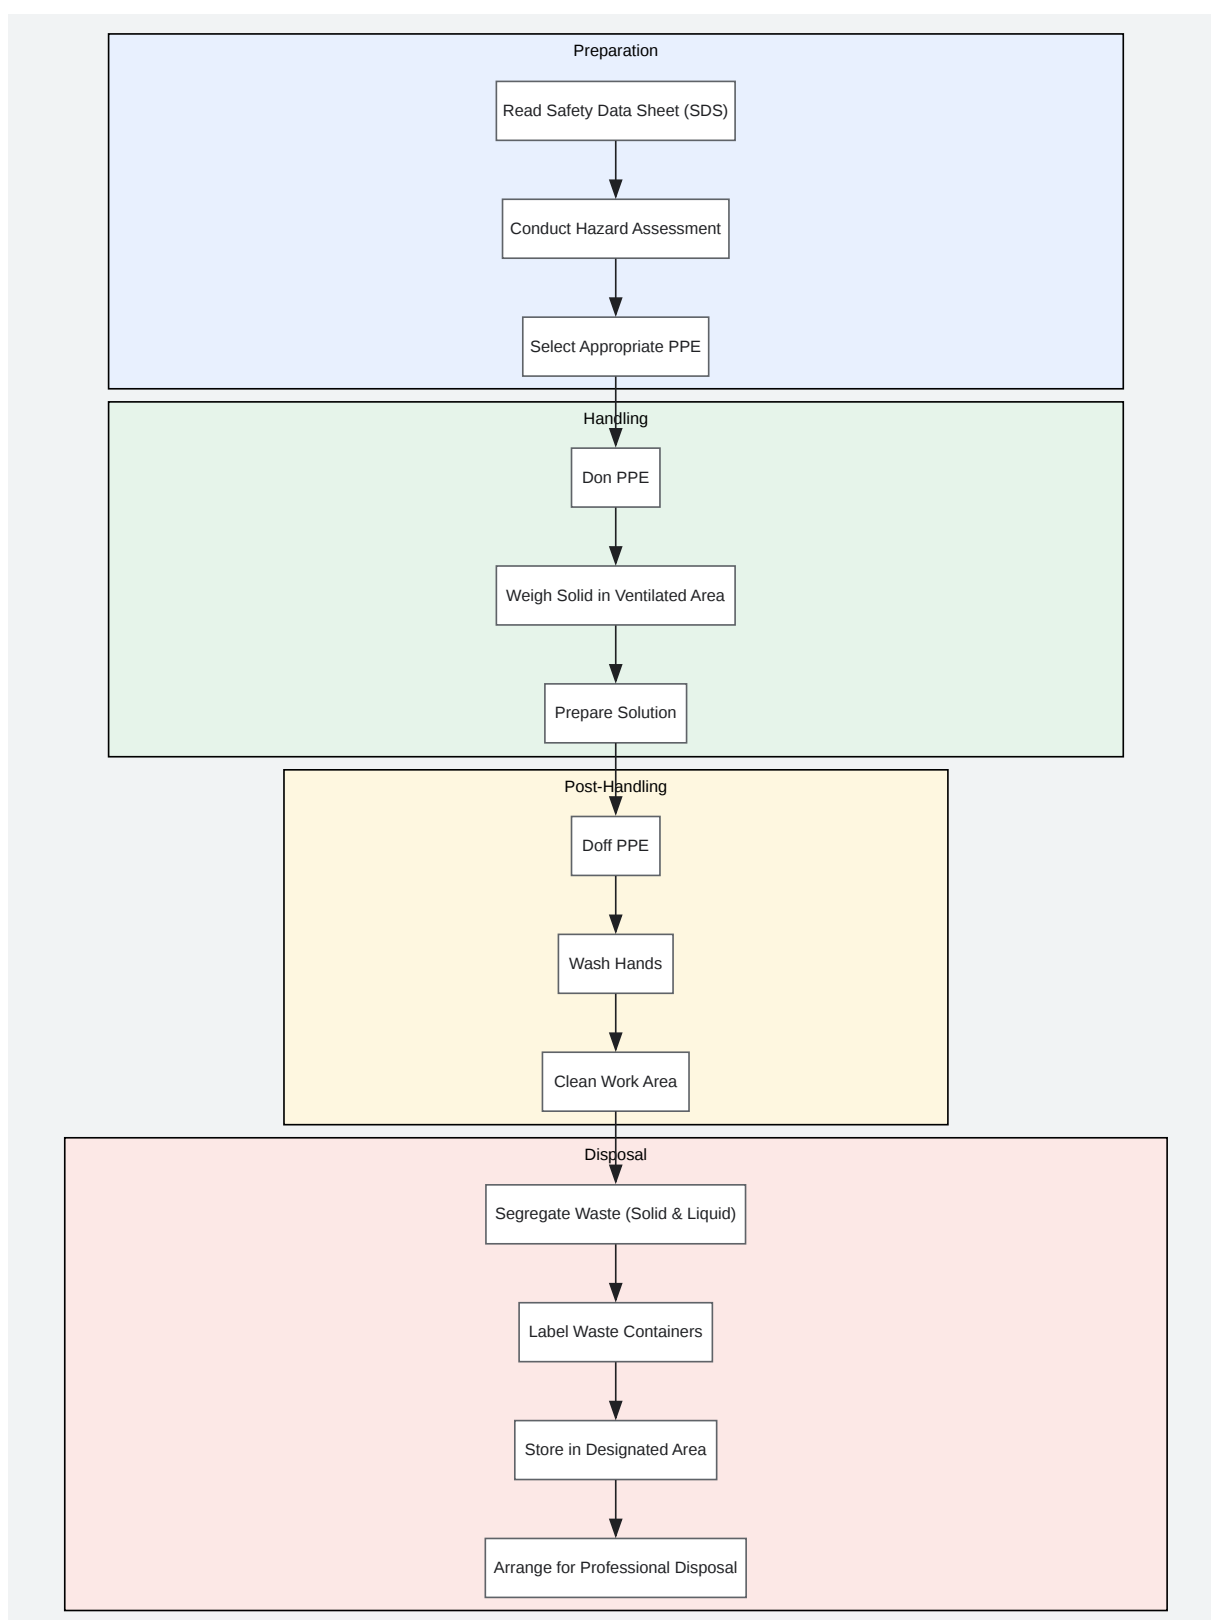 Preparation
Read Safety Data Sheet (SDS)
Conduct Hazard Assessment
Select Appropriate PPE
Handling
Don PPE
Weigh Solid in Ventilated Area
Prepare Solution
Post-Handling
Doff PPE
Wash Hands
Clean Work Area
Disposal
Segregate Waste (Solid & Liquid)
Label Waste Containers
Store in Designated Area
Arrange for Professional Disposal